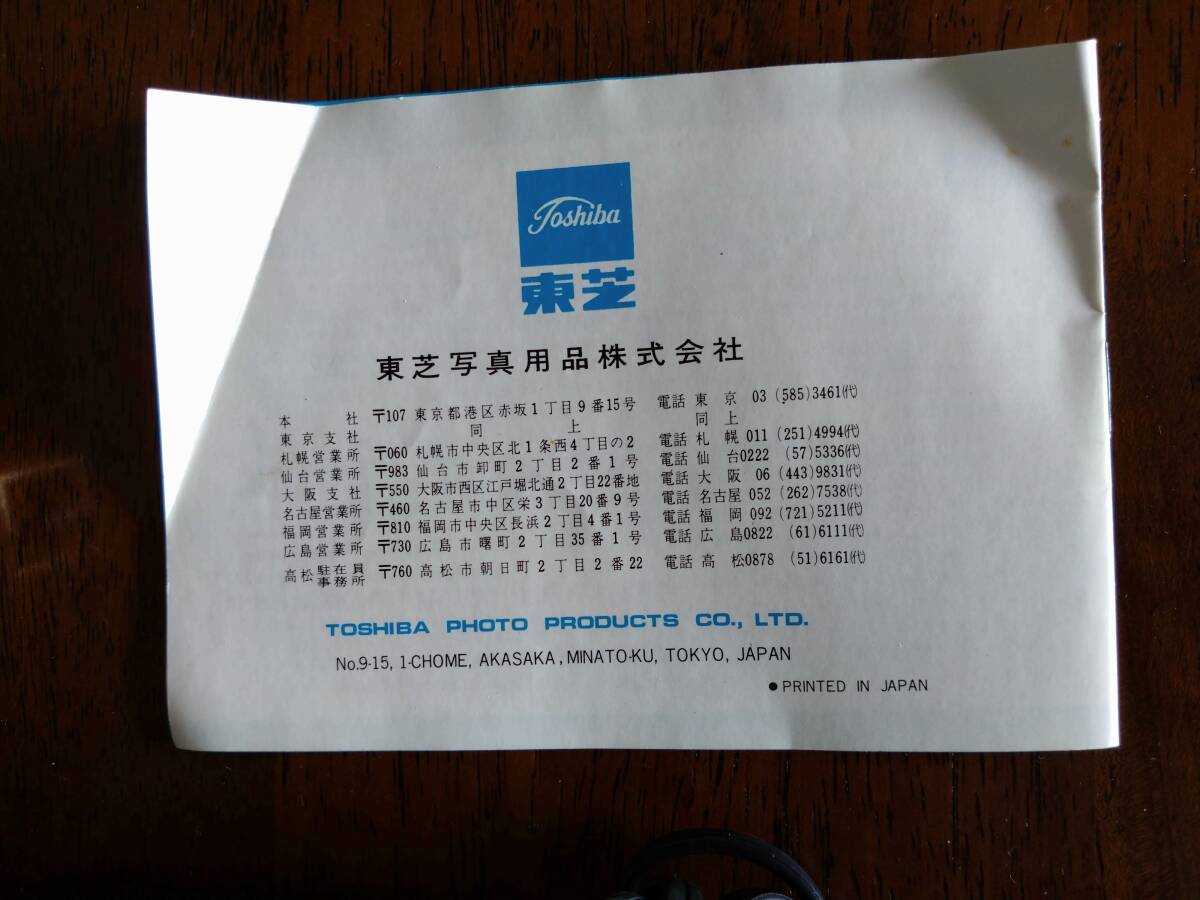 Toshiba
東芝
東芝写真用品株式会社
本社 〒107 東京都港区赤坂1丁目9番15号 電話 東京 03 (585)3461(代)
東京支社 同上 同上
札幌営業所 〒060 札幌市中央区北1条西4丁目の2 電話 札幌 011 (251)4994(代)
仙台営業所 〒983 仙台市卸町2丁目2番1号 電話 仙台0222 (57)5336(代)
大阪支社 〒550 大阪市西区江戸堀北通2丁目22番地 電話 大阪 06 (443)9831(代)
名古屋営業所 〒460 名古屋市中区栄3丁目20番9号 電話 名古屋 052 (262)7538(代)
福岡営業所 〒810 福岡市中央区長浜2丁目4番1号 電話 福岡 092 (721)5211(代)
広島営業所 〒730 広島市曙町2丁目35番1号 電話 広島0822 (61)6111(代)
高松駐在員事務所 〒760 高松市朝日町2丁目2番22 電話 高松0878 (51)6161(代)
TOSHIBA PHOTO PRODUCTS CO., LTD.
No.9-15, 1-CHOME, AKASAKA, MINATO-KU, TOKYO, JAPAN
●PRINTED IN JAPAN